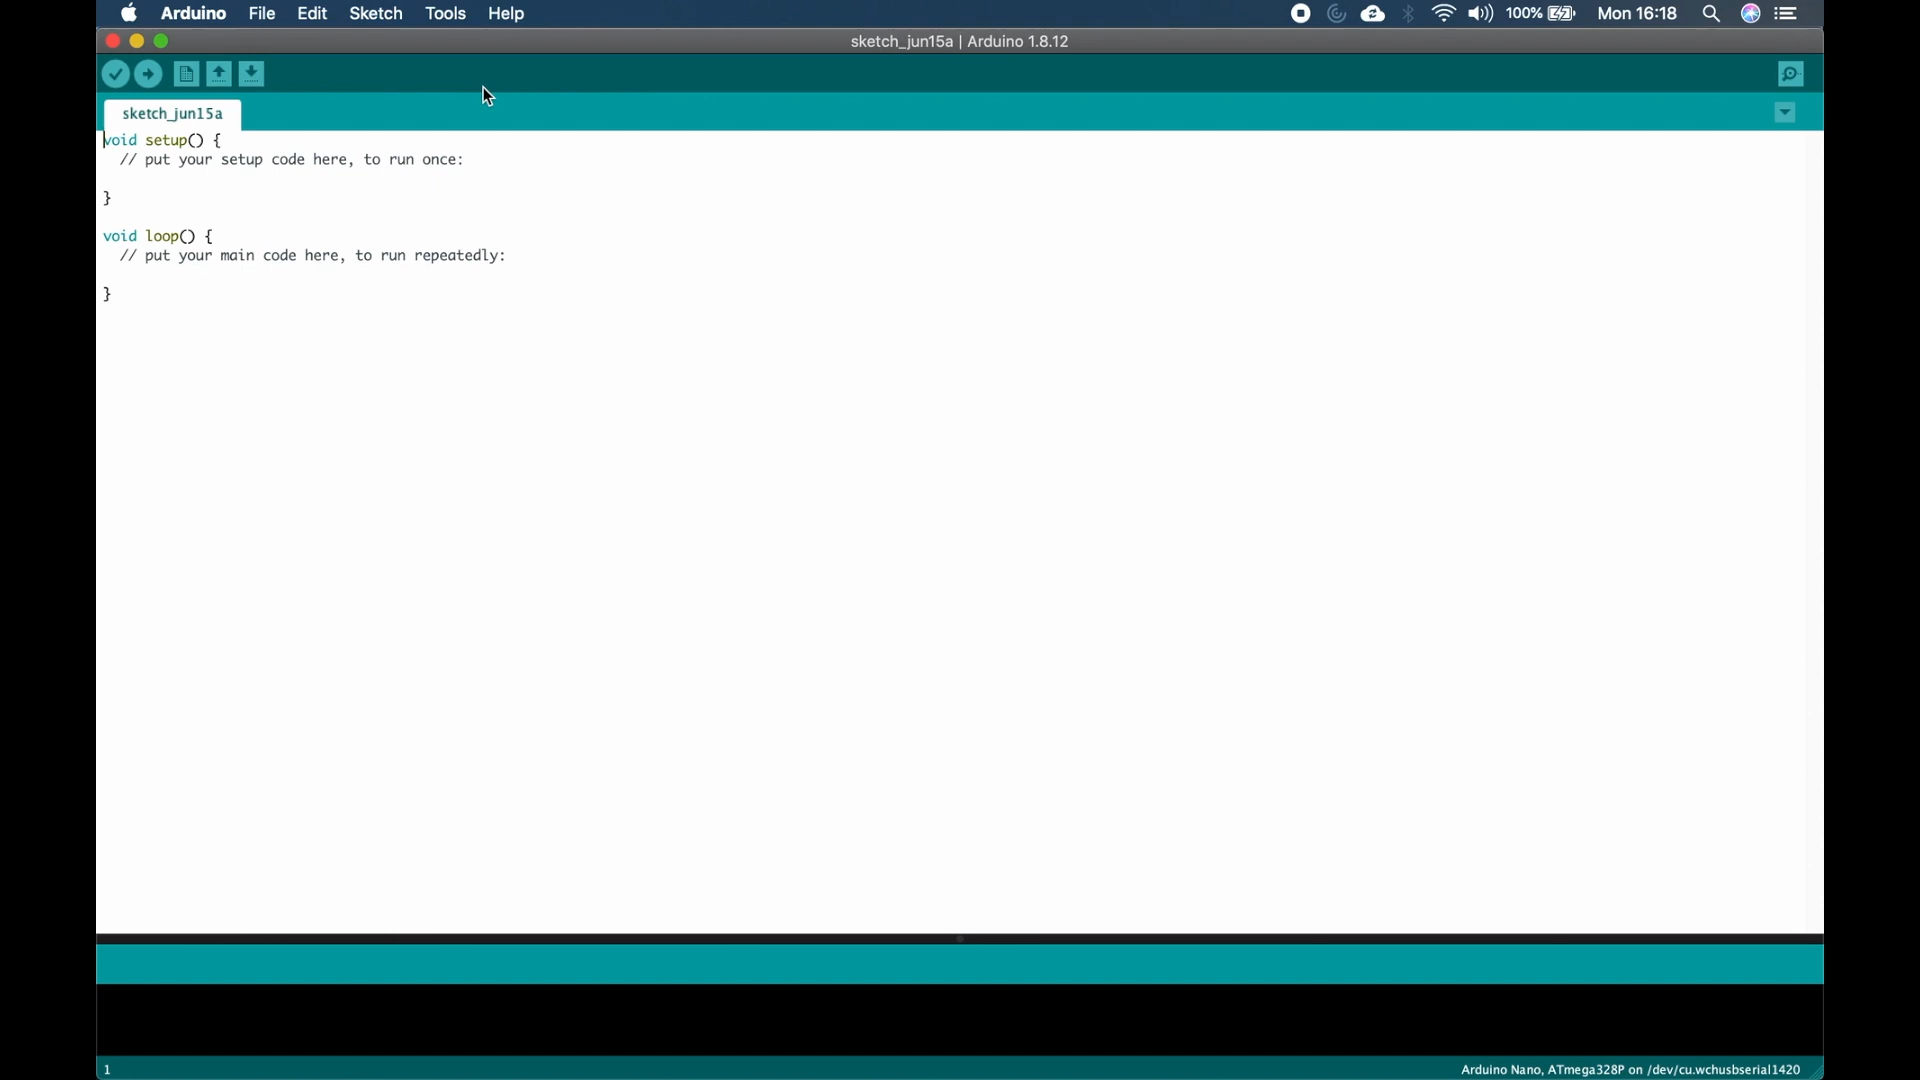 Arduino File Edit Sketch Tools Help 100% Mon 16:18
sketch_jun15a | Arduino 1.8.12
sketch_jun15a
void setup() {
  // put your setup code here, to run once:
}
void loop() {
  // put your main code here, to run repeatedly:
}
1 Arduino Nano, ATmega328P on /dev/cu.wchusbserial1420